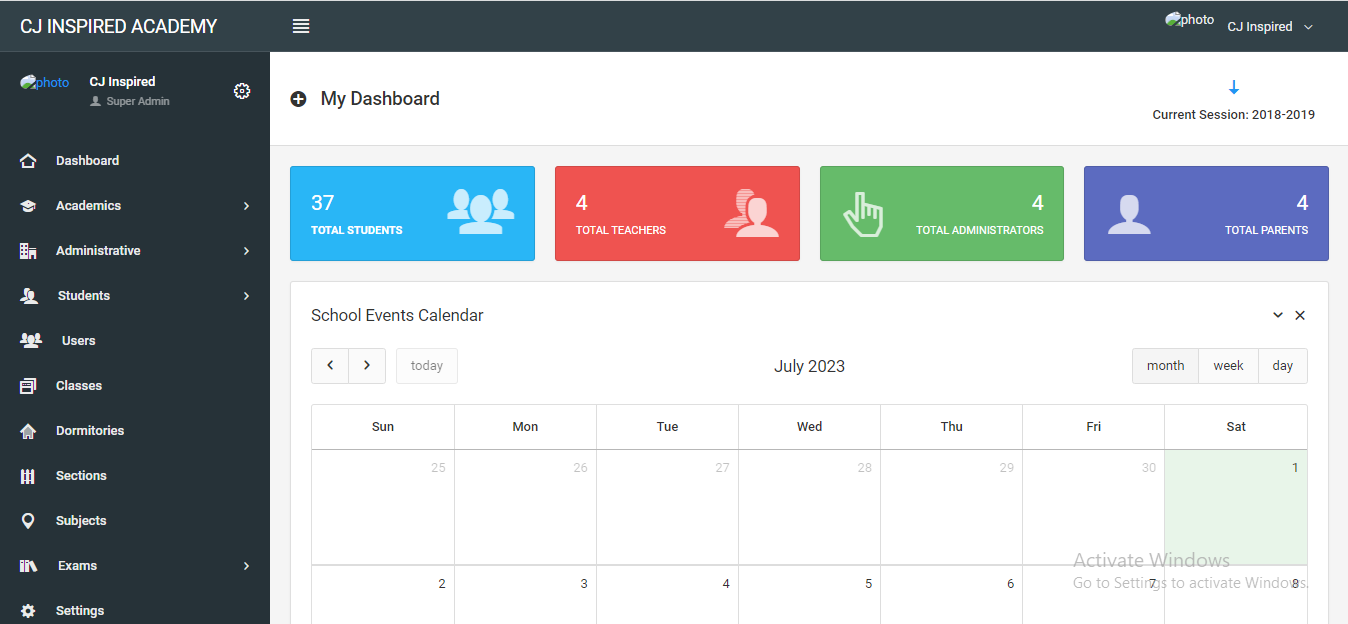 CJ INSPIRED ACADEMY
photo
CJ Inspired
photo
CJ Inspired
Super Admin
Dashboard
Academics
Administrative
Students
Users
Classes
Dormitories
Sections
Subjects
Exams
Settings
My Dashboard
Current Session: 2018-2019
37
TOTAL STUDENTS
4
TOTAL TEACHERS
4
TOTAL ADMINISTRATORS
4
TOTAL PARENTS
School Events Calendar
today
July 2023
month week day
Sun Mon Tue Wed Thu Fri Sat
25 26 27 28 29 30 1
2 3 4 5 6 7 8
Activate Windows
Go to Settings to activate Windows.